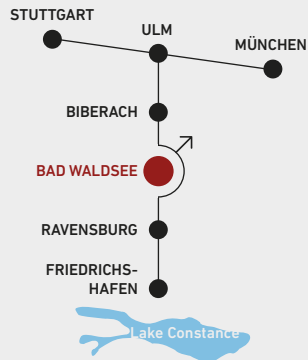 STUTTGART
ULM
MÜNCHEN
BIBERACH
BAD WALDSEE
RAVENSBURG
FRIEDRICHS-
HAFEN
Lake Constance